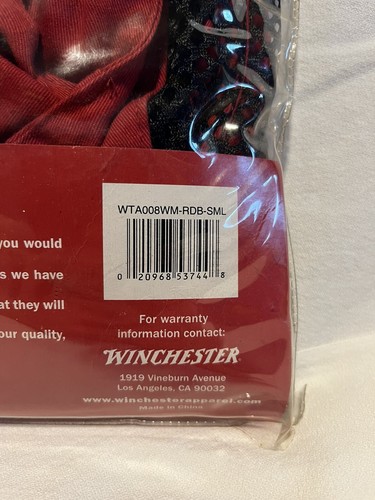 WTA008WM-RDB-SML
0 20968 53744 8
you would
s we have
at they will
our quality,
For warranty
information contact:
WINCHESTER
1919 Vineburn Avenue
Los Angeles, CA 90032
www.winchesterapparel.com
Made in China